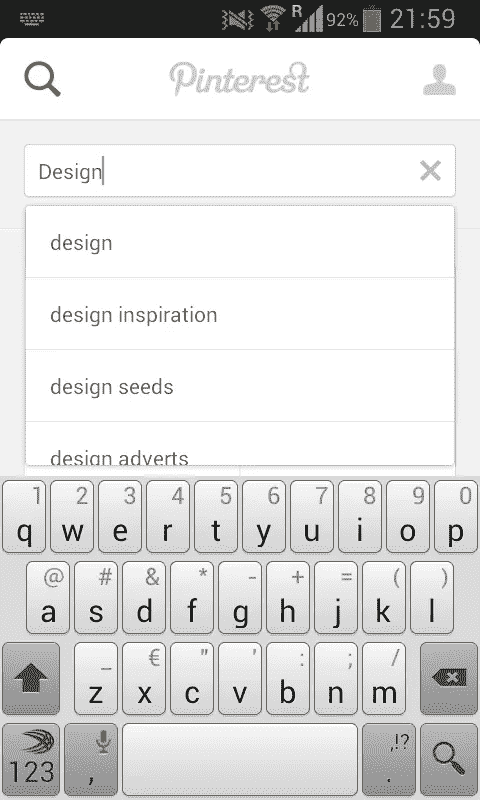 R 92% 21:59
Pinterest
Design
design
design inspiration
design seeds
design adverts
1 2 3 4 5 6 7 8 9 0
q w e r t y u i o p
@ # & * - + = ( )
a s d f g h j k l
_ € " ' : ; /
z x c v b n m
,!?
123 , .